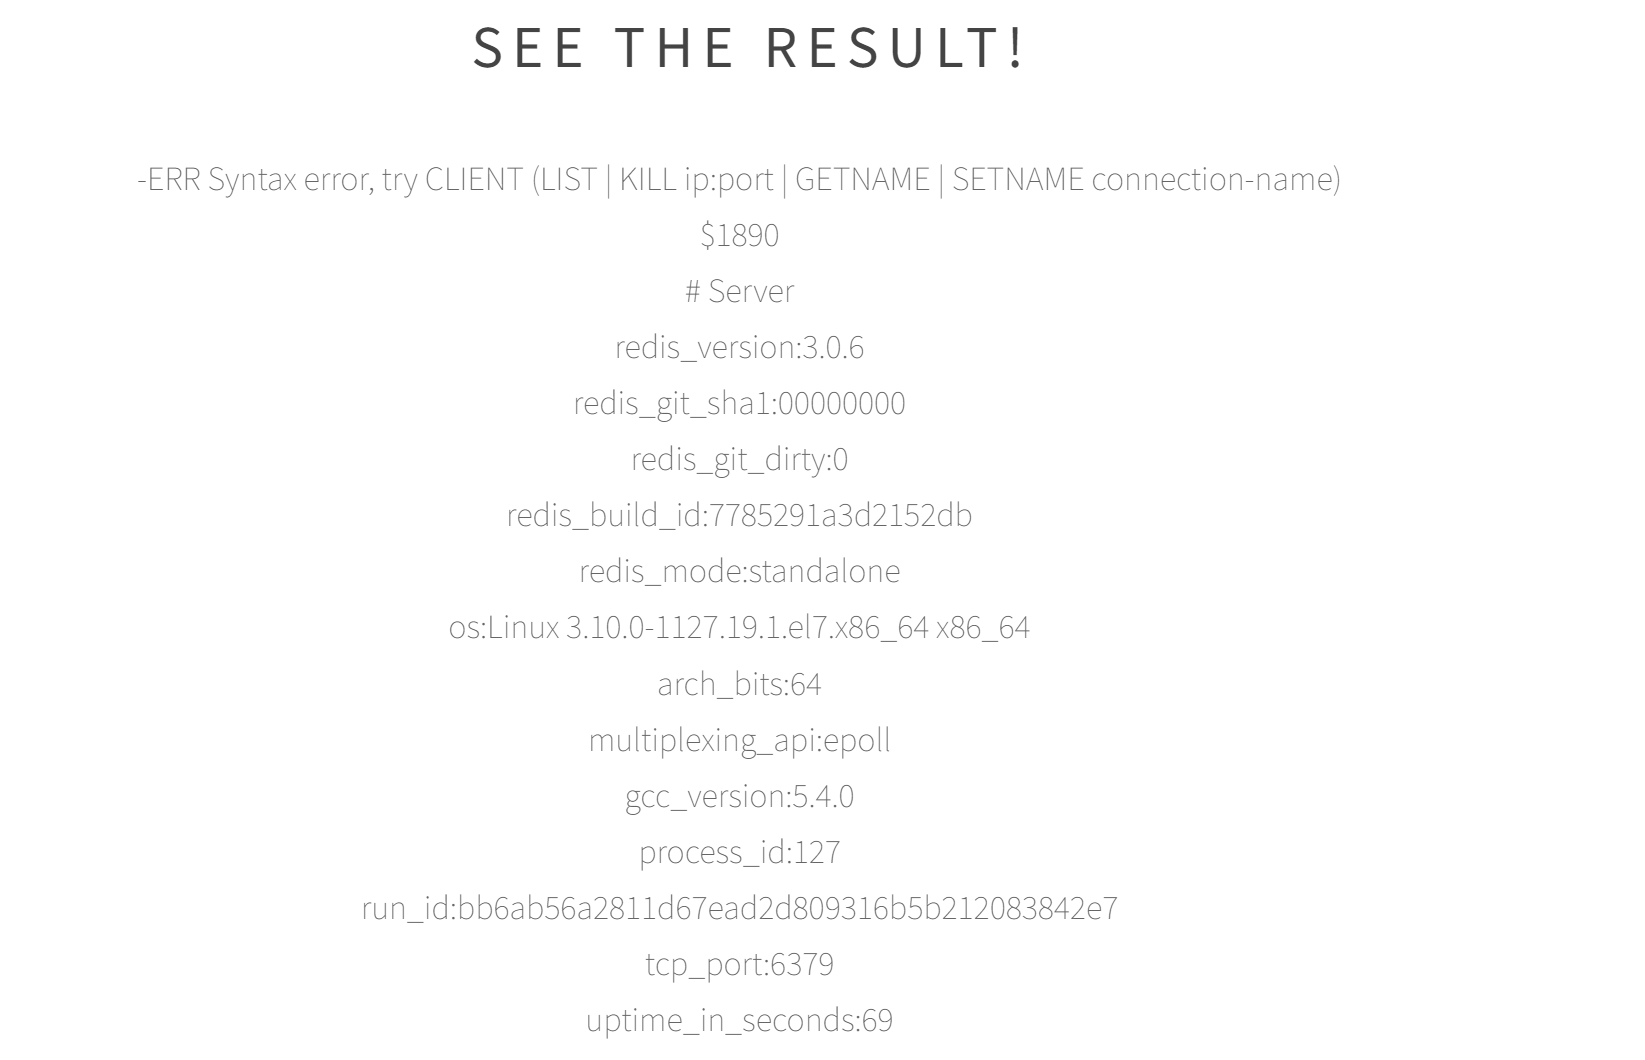 SEE THE RESULT!
-ERR Syntax error, try CLIENT (LIST | KILL ip:port | GETNAME | SETNAME connection-name)
$1890
# Server
redis_version:3.0.6
redis_git_sha1:00000000
redis_git_dirty:0
redis_build_id:7785291a3d2152db
redis_mode:standalone
os:Linux 3.10.0-1127.19.1.el7.x86_64 x86_64
arch_bits:64
multiplexing_api:epoll
gcc_version:5.4.0
process_id:127
run_id:bb6ab56a2811d67ead2d809316b5b212083842e7
tcp_port:6379
uptime_in_seconds:69